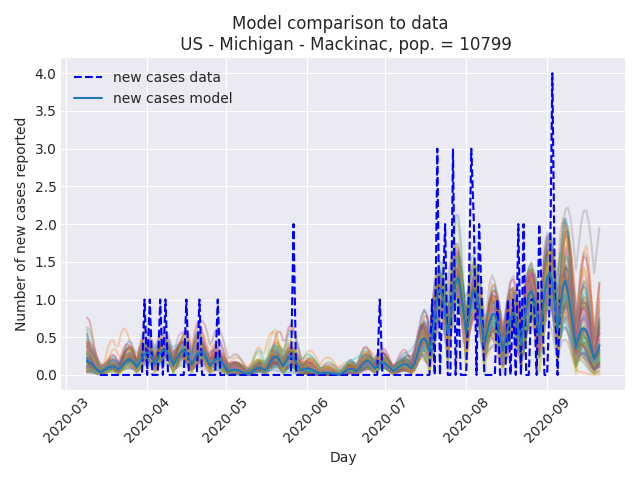 Model comparison to data
US - Michigan - Mackinac, pop. = 10799
new cases data
new cases model
Number of new cases reported
4.0
3.5
3.0
2.5
2.0
1.5
1.0
0.5
0.0
2020-03
2020-04
2020-05
2020-06
2020-07
2020-08
2020-09
Day